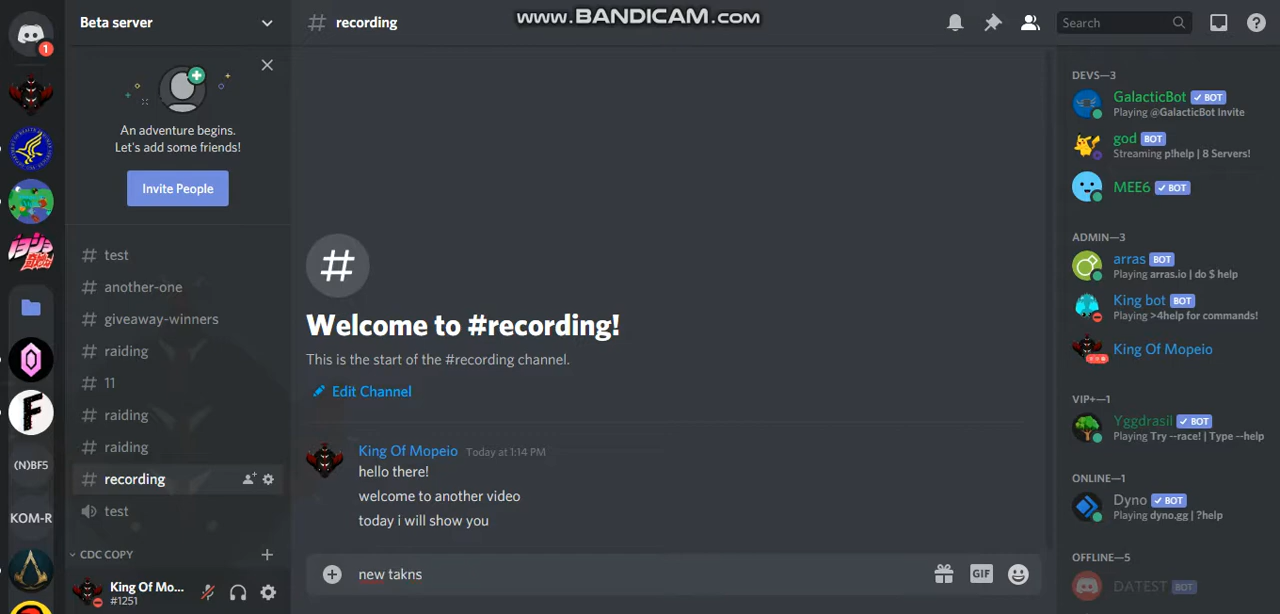 www.BANDICAM.com
Beta server
recording
Search
1
An adventure begins.
Let's add some friends!
Invite People
test
another-one
giveaway-winners
raiding
11
raiding
raiding
recording
test
CDC COPY
(N)BF5
KOM-R
F
King Of Mo...
#1251
#
Welcome to #recording!
This is the start of the #recording channel.
Edit Channel
King Of Mopeio Today at 1:14 PM
hello there!
welcome to another video
today i will show you
new takns
GIF
DEVS—3
GalacticBot BOT
Playing @GalacticBot Invite
god BOT
Streaming p!help | 8 Servers!
MEE6 BOT
ADMIN—3
arras BOT
Playing arras.io | do $ help
King bot BOT
Playing >4help for commands!
King Of Mopeio
VIP+—1
Yggdrasil BOT
Playing Try --race! | Type --help
ONLINE—1
Dyno BOT
Playing dyno.gg | ?help
OFFLINE—5
DATEST BOT